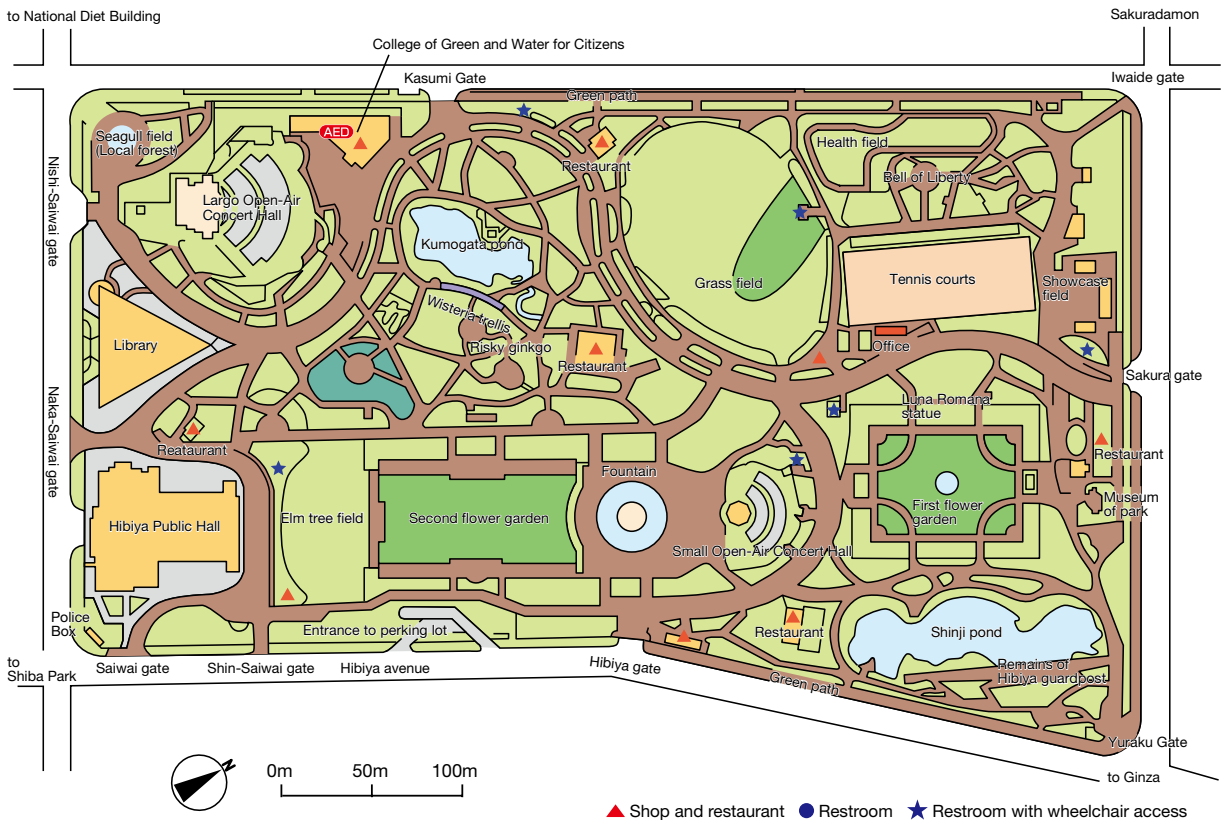 to National Diet Building
Sakuradamon
College of Green and Water for Citizens
Kasumi Gate
Iwaide gate
Green path
AED
Seagull field
(Local forest)
Health field
Restaurant
Bell of Liberty
Nishi-Saiwai gate
Largo Open-Air
Concert Hall
Kumogata pond
Grass field
Tennis courts
Showcase
field
Wisteria trellis
Library
Risky ginkgo
Office
Restaurant
Sakura gate
Naka-Saiwai gate
Luna Romana
statue
Reataurant
Restaurant
Fountain
Museum
of park
First flower
garden
Hibiya Public Hall
Elm tree field
Second flower garden
Small Open-Air Concert Hall
Police
Box
Entrance to perking lot
Restaurant
Shinji pond
to
Shiba Park
Saiwai gate
Shin-Saiwai gate
Hibiya avenue
Hibiya gate
Remains of
Hibiya guardpost
Green path
Yuraku Gate
N
0m
50m
100m
to Ginza
Shop and restaurant
Restroom
Restroom with wheelchair access